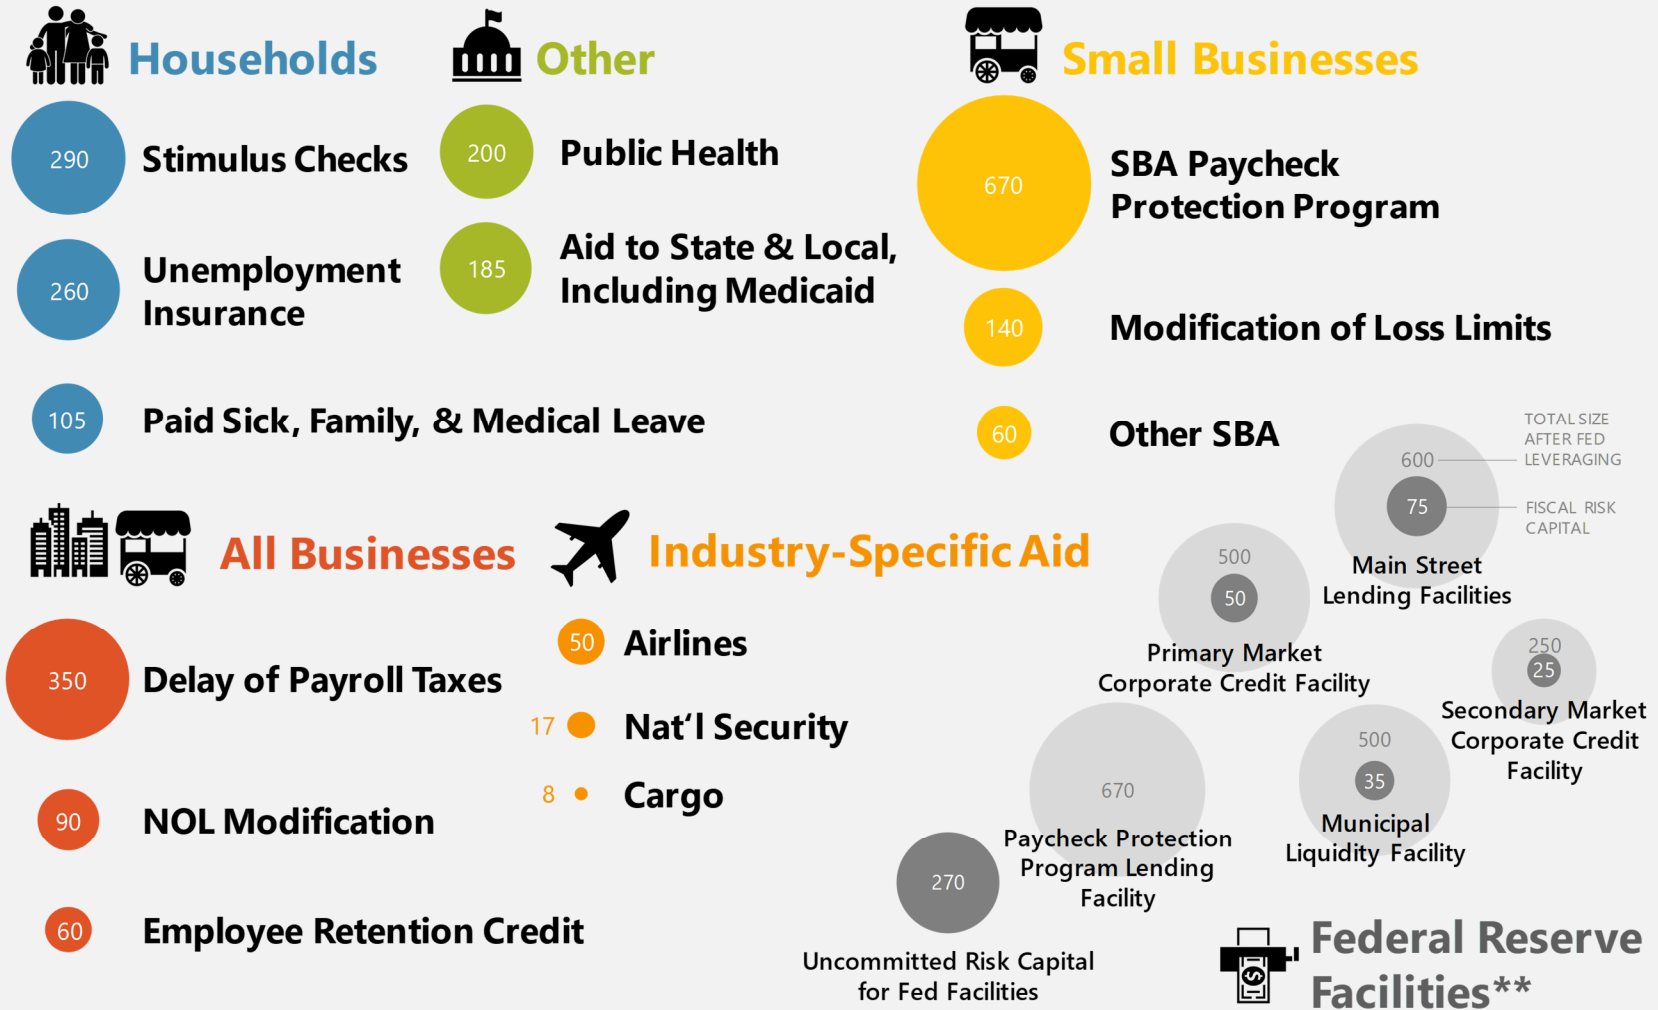 Households
290
Stimulus Checks
260
Unemployment
Insurance
105
Paid Sick, Family, & Medical Leave
Other
200
Public Health
185
Aid to State & Local,
Including Medicaid
Small Businesses
670
SBA Paycheck
Protection Program
140
Modification of Loss Limits
60
Other SBA
All Businesses
350
Delay of Payroll Taxes
90
NOL Modification
60
Employee Retention Credit
Industry-Specific Aid
50
Airlines
17
Nat‘l Security
8
Cargo
TOTAL SIZE
AFTER FED
LEVERAGING
600
75
FISCAL RISK
CAPITAL
Main Street
Lending Facilities
500
50
Primary Market
Corporate Credit Facility
250
25
Secondary Market
Corporate Credit
Facility
500
35
Municipal
Liquidity Facility
670
Paycheck Protection
Program Lending
Facility
270
Uncommitted Risk Capital
for Fed Facilities
$
Federal Reserve
Facilities**